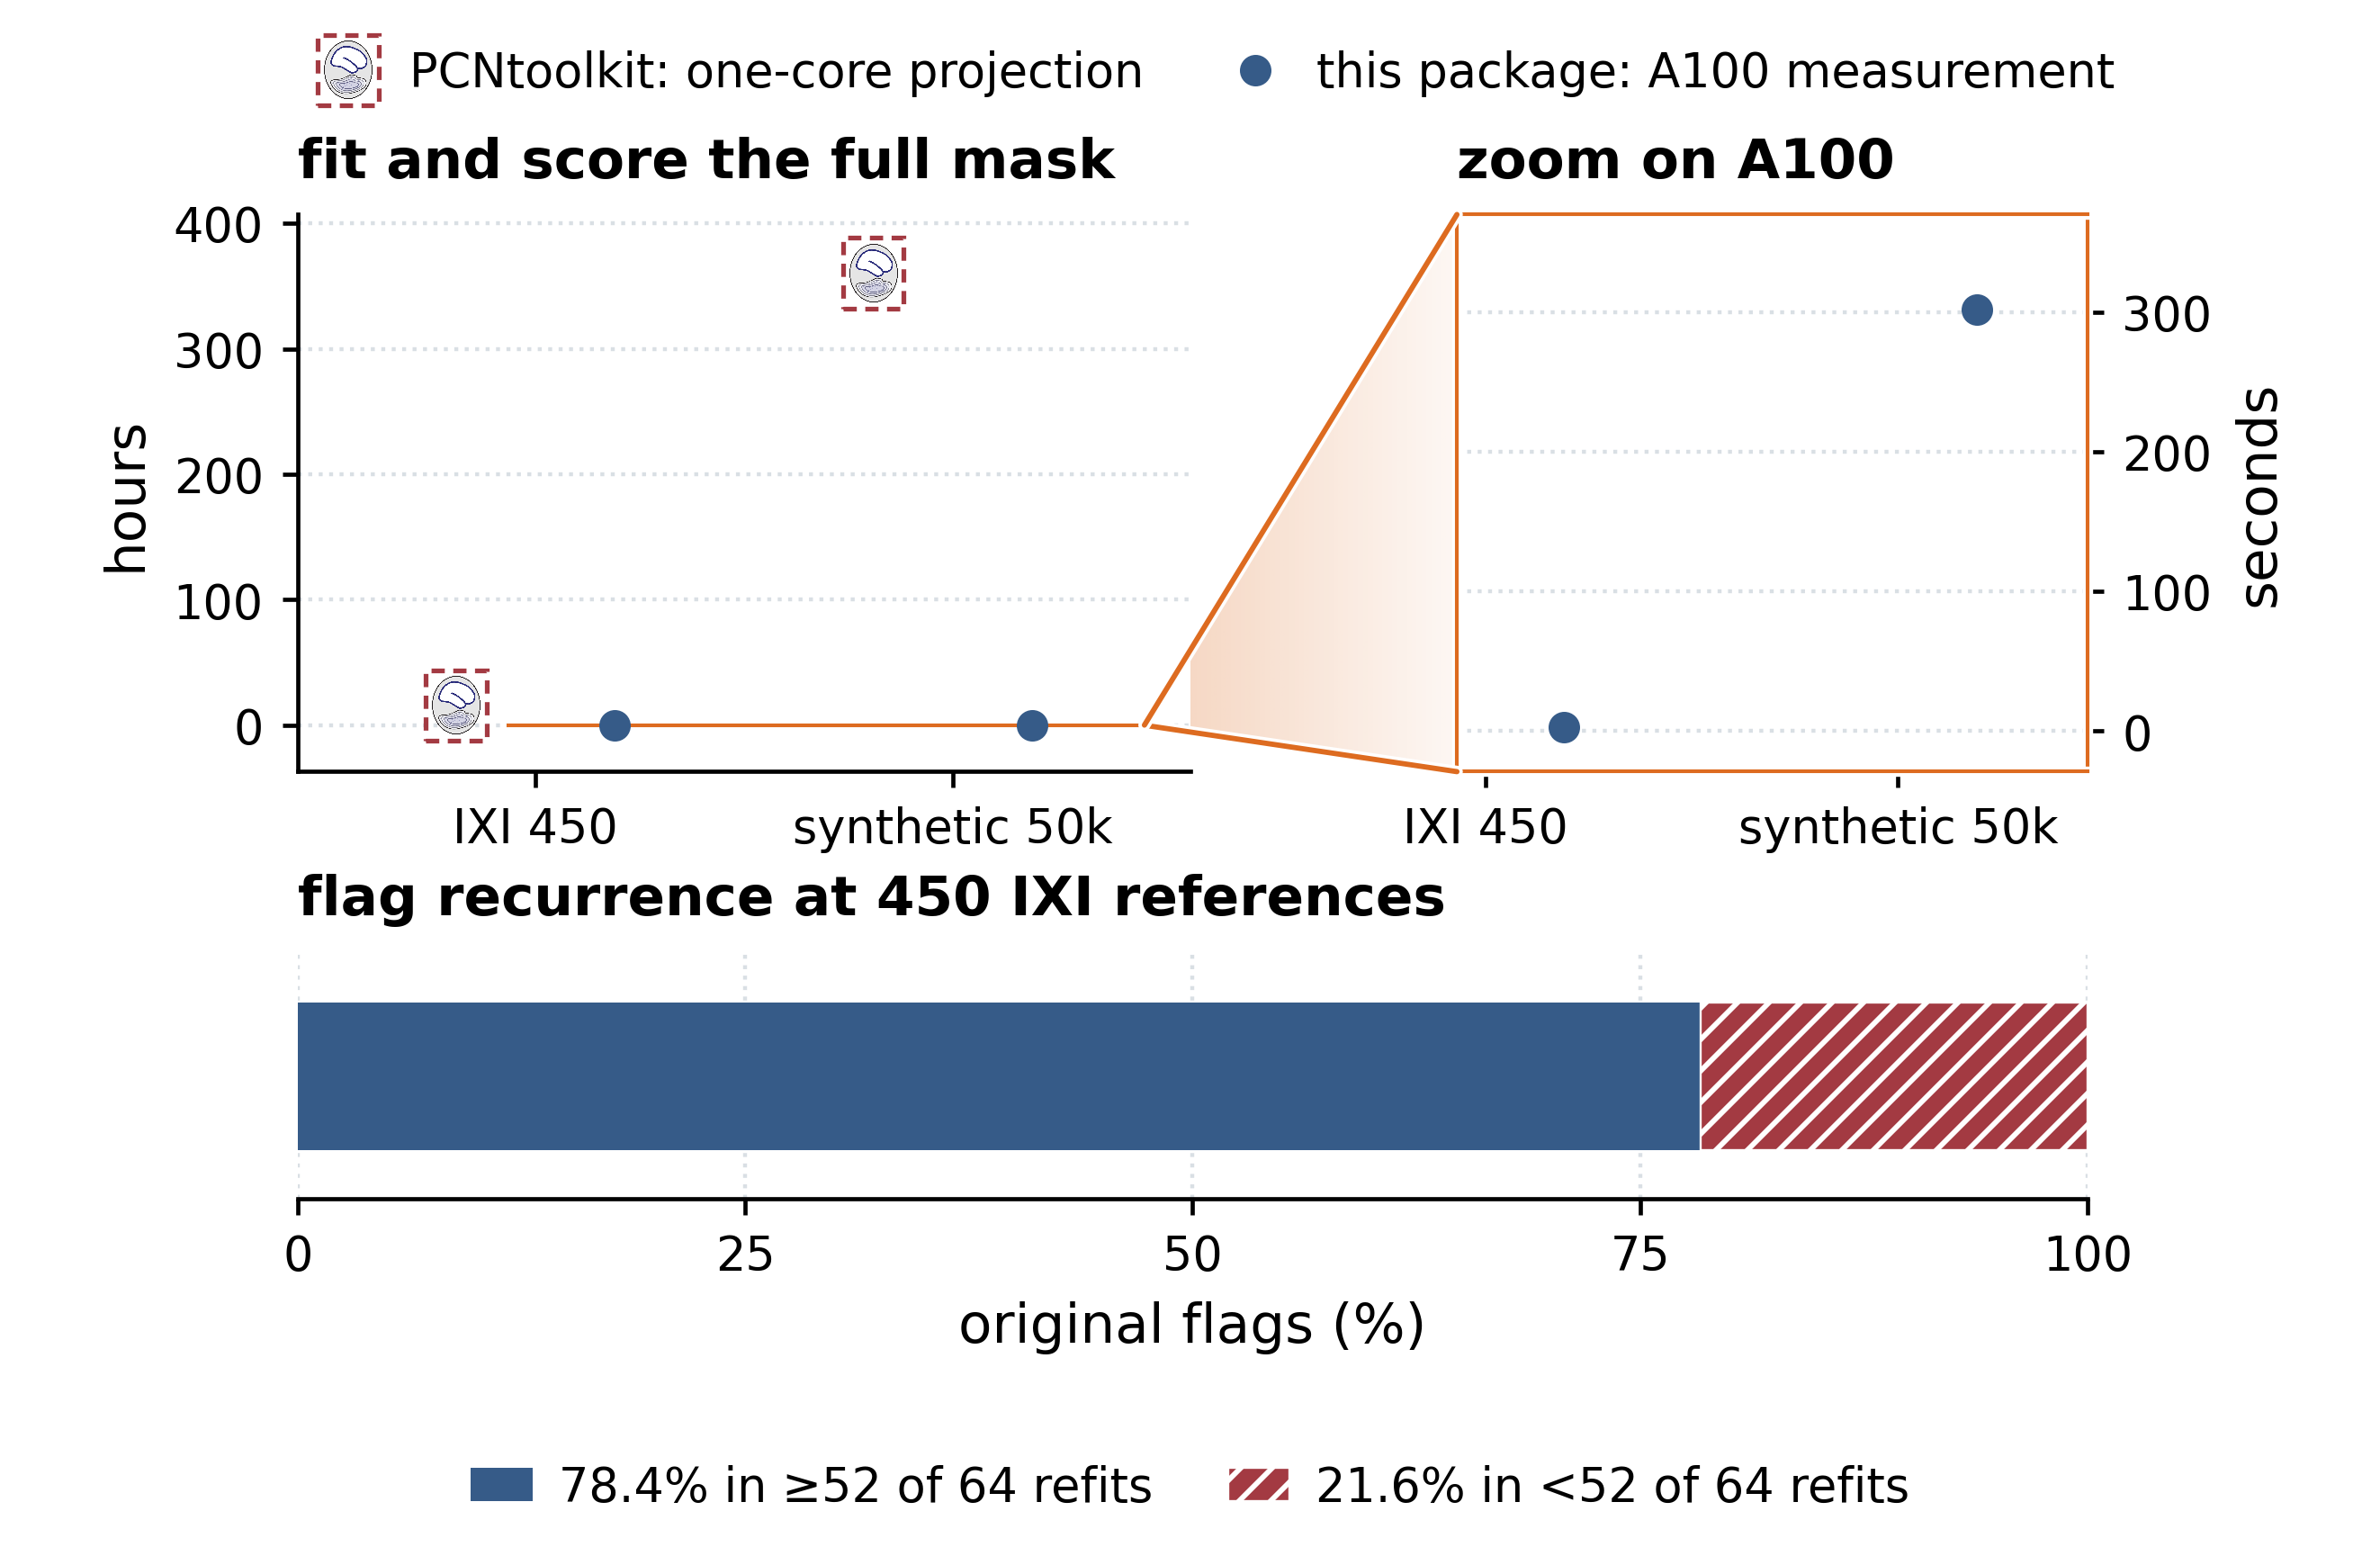 PCNtoolkit: one-core projection
this package: A100 measurement
fit and score the full mask
zoom on A100
400
300
200
100
0
hours
IXI 450
synthetic 50k
300
200
100
0
seconds
IXI 450
synthetic 50k
flag recurrence at 450 IXI references
0
25
50
75
100
original flags (%)
78.4% in ≥52 of 64 refits
21.6% in <52 of 64 refits